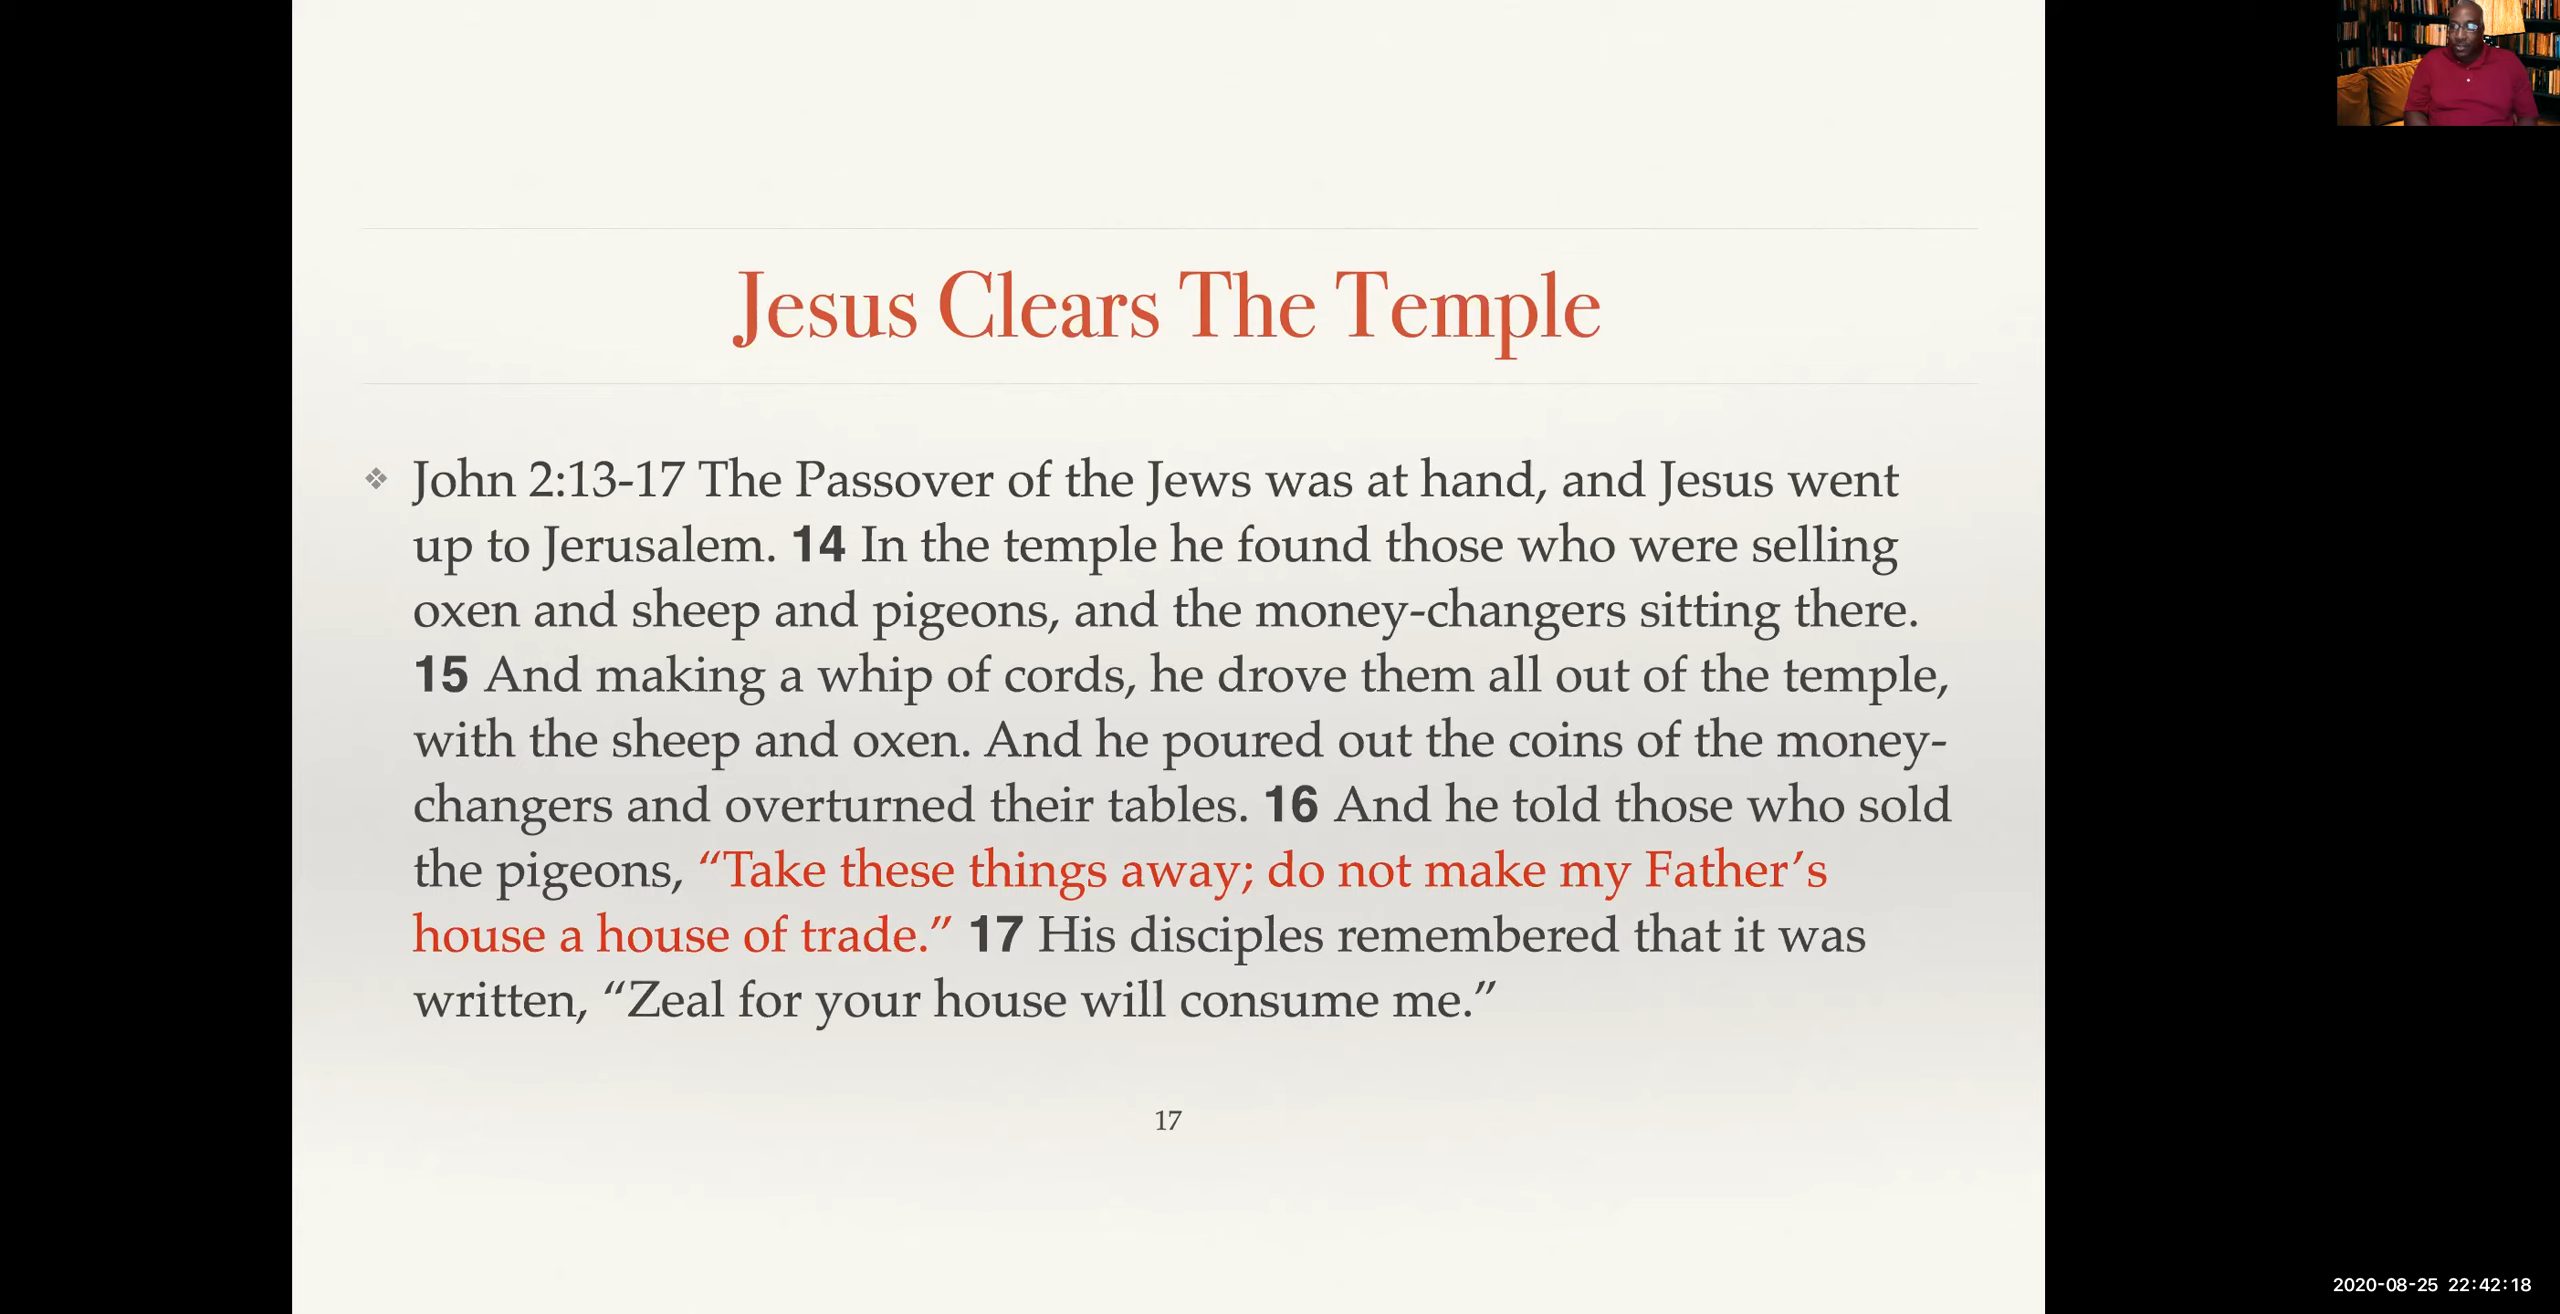 Jesus Clears The Temple
❖ John 2:13-17 The Passover of the Jews was at hand, and Jesus went
up to Jerusalem. 14 In the temple he found those who were selling
oxen and sheep and pigeons, and the money-changers sitting there.
15 And making a whip of cords, he drove them all out of the temple,
with the sheep and oxen. And he poured out the coins of the money-
changers and overturned their tables. 16 And he told those who sold
the pigeons, “Take these things away; do not make my Father’s
house a house of trade.” 17 His disciples remembered that it was
written, “Zeal for your house will consume me.”
17
2020-08-25 22:42:18